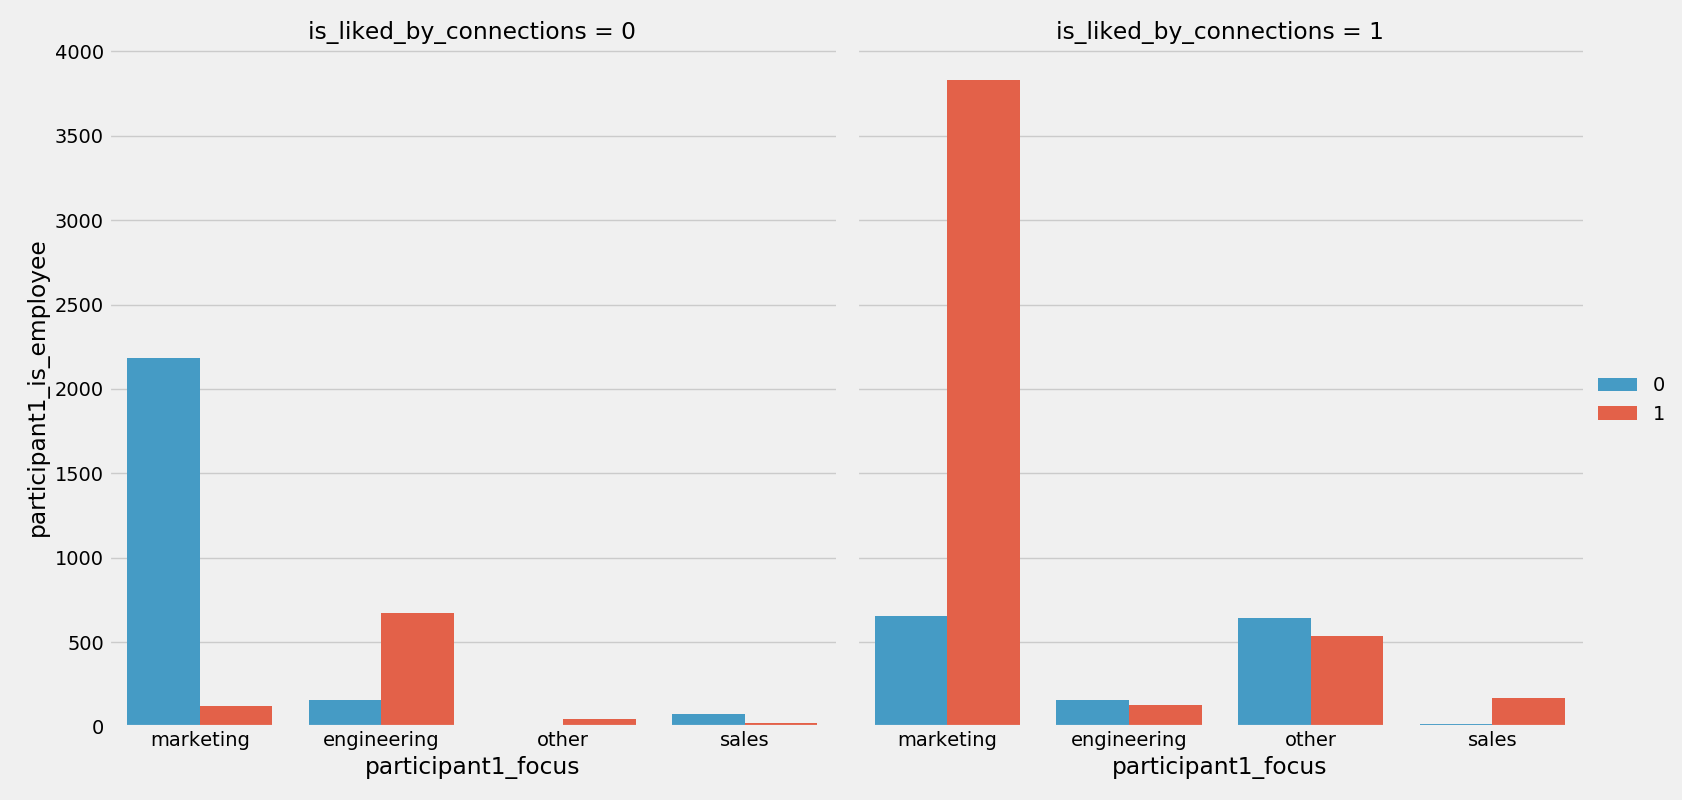 is_liked_by_connections = 0
is_liked_by_connections = 1
4000
3500
3000
2500
2000
1500
1000
500
0
participant1_is_employee
marketing engineering other sales
marketing engineering other sales
participant1_focus
participant1_focus
0
1